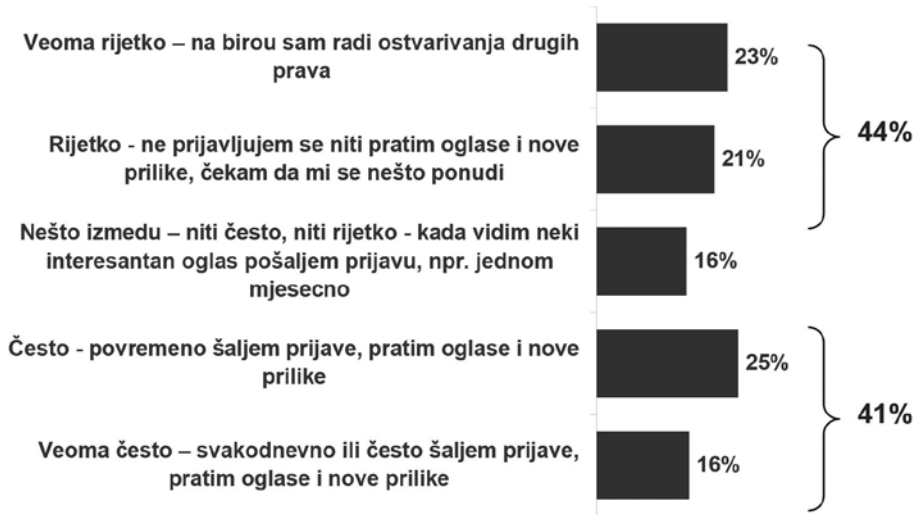 Veoma rijetko – na birou sam radi ostvarivanja drugih
prava
23%
44%
Rijetko - ne prijavljujem se niti pratim oglase i nove
prilike, čekam da mi se nešto ponudi
21%
Nešto izmedu – niti često, niti rijetko - kada vidim neki
interesantan oglas pošaljem prijavu, npr. jednom
mjesecno
16%
Često - povremeno šaljem prijave, pratim oglase i nove
prilike
25%
41%
Veoma često – svakodnevno ili često šaljem prijave,
pratim oglase i nove prilike
16%